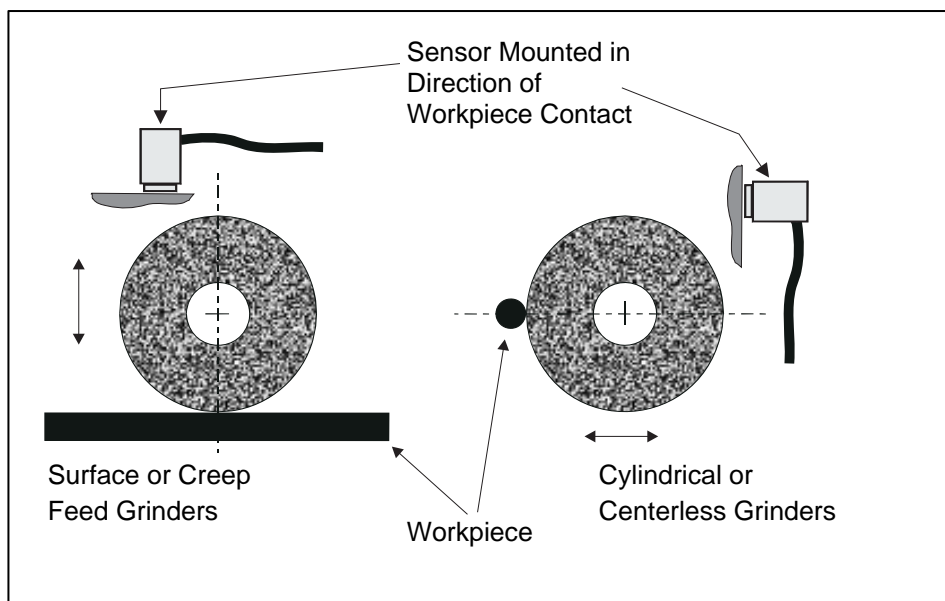 Sensor Mounted in
Direction of
Workpiece Contact
Surface or Creep
Feed Grinders
Cylindrical or
Centerless Grinders
Workpiece